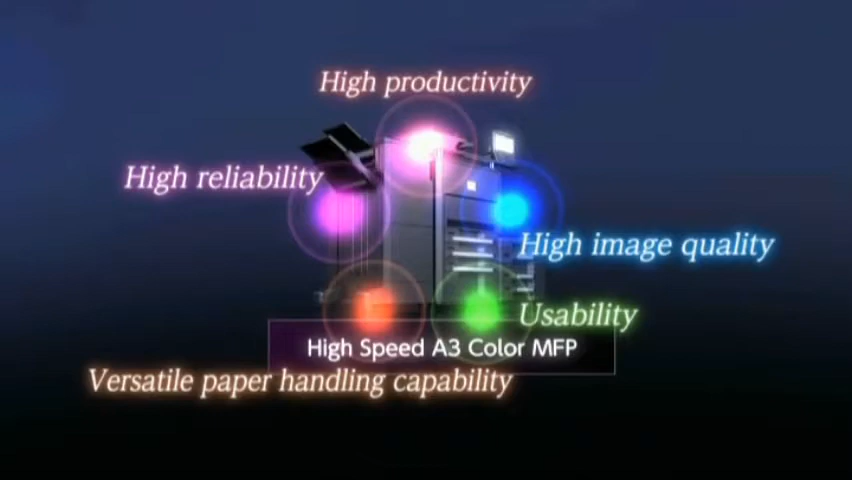 High productivity
High reliability
High image quality
Usability
High Speed A3 Color MFP
Versatile paper handling capability